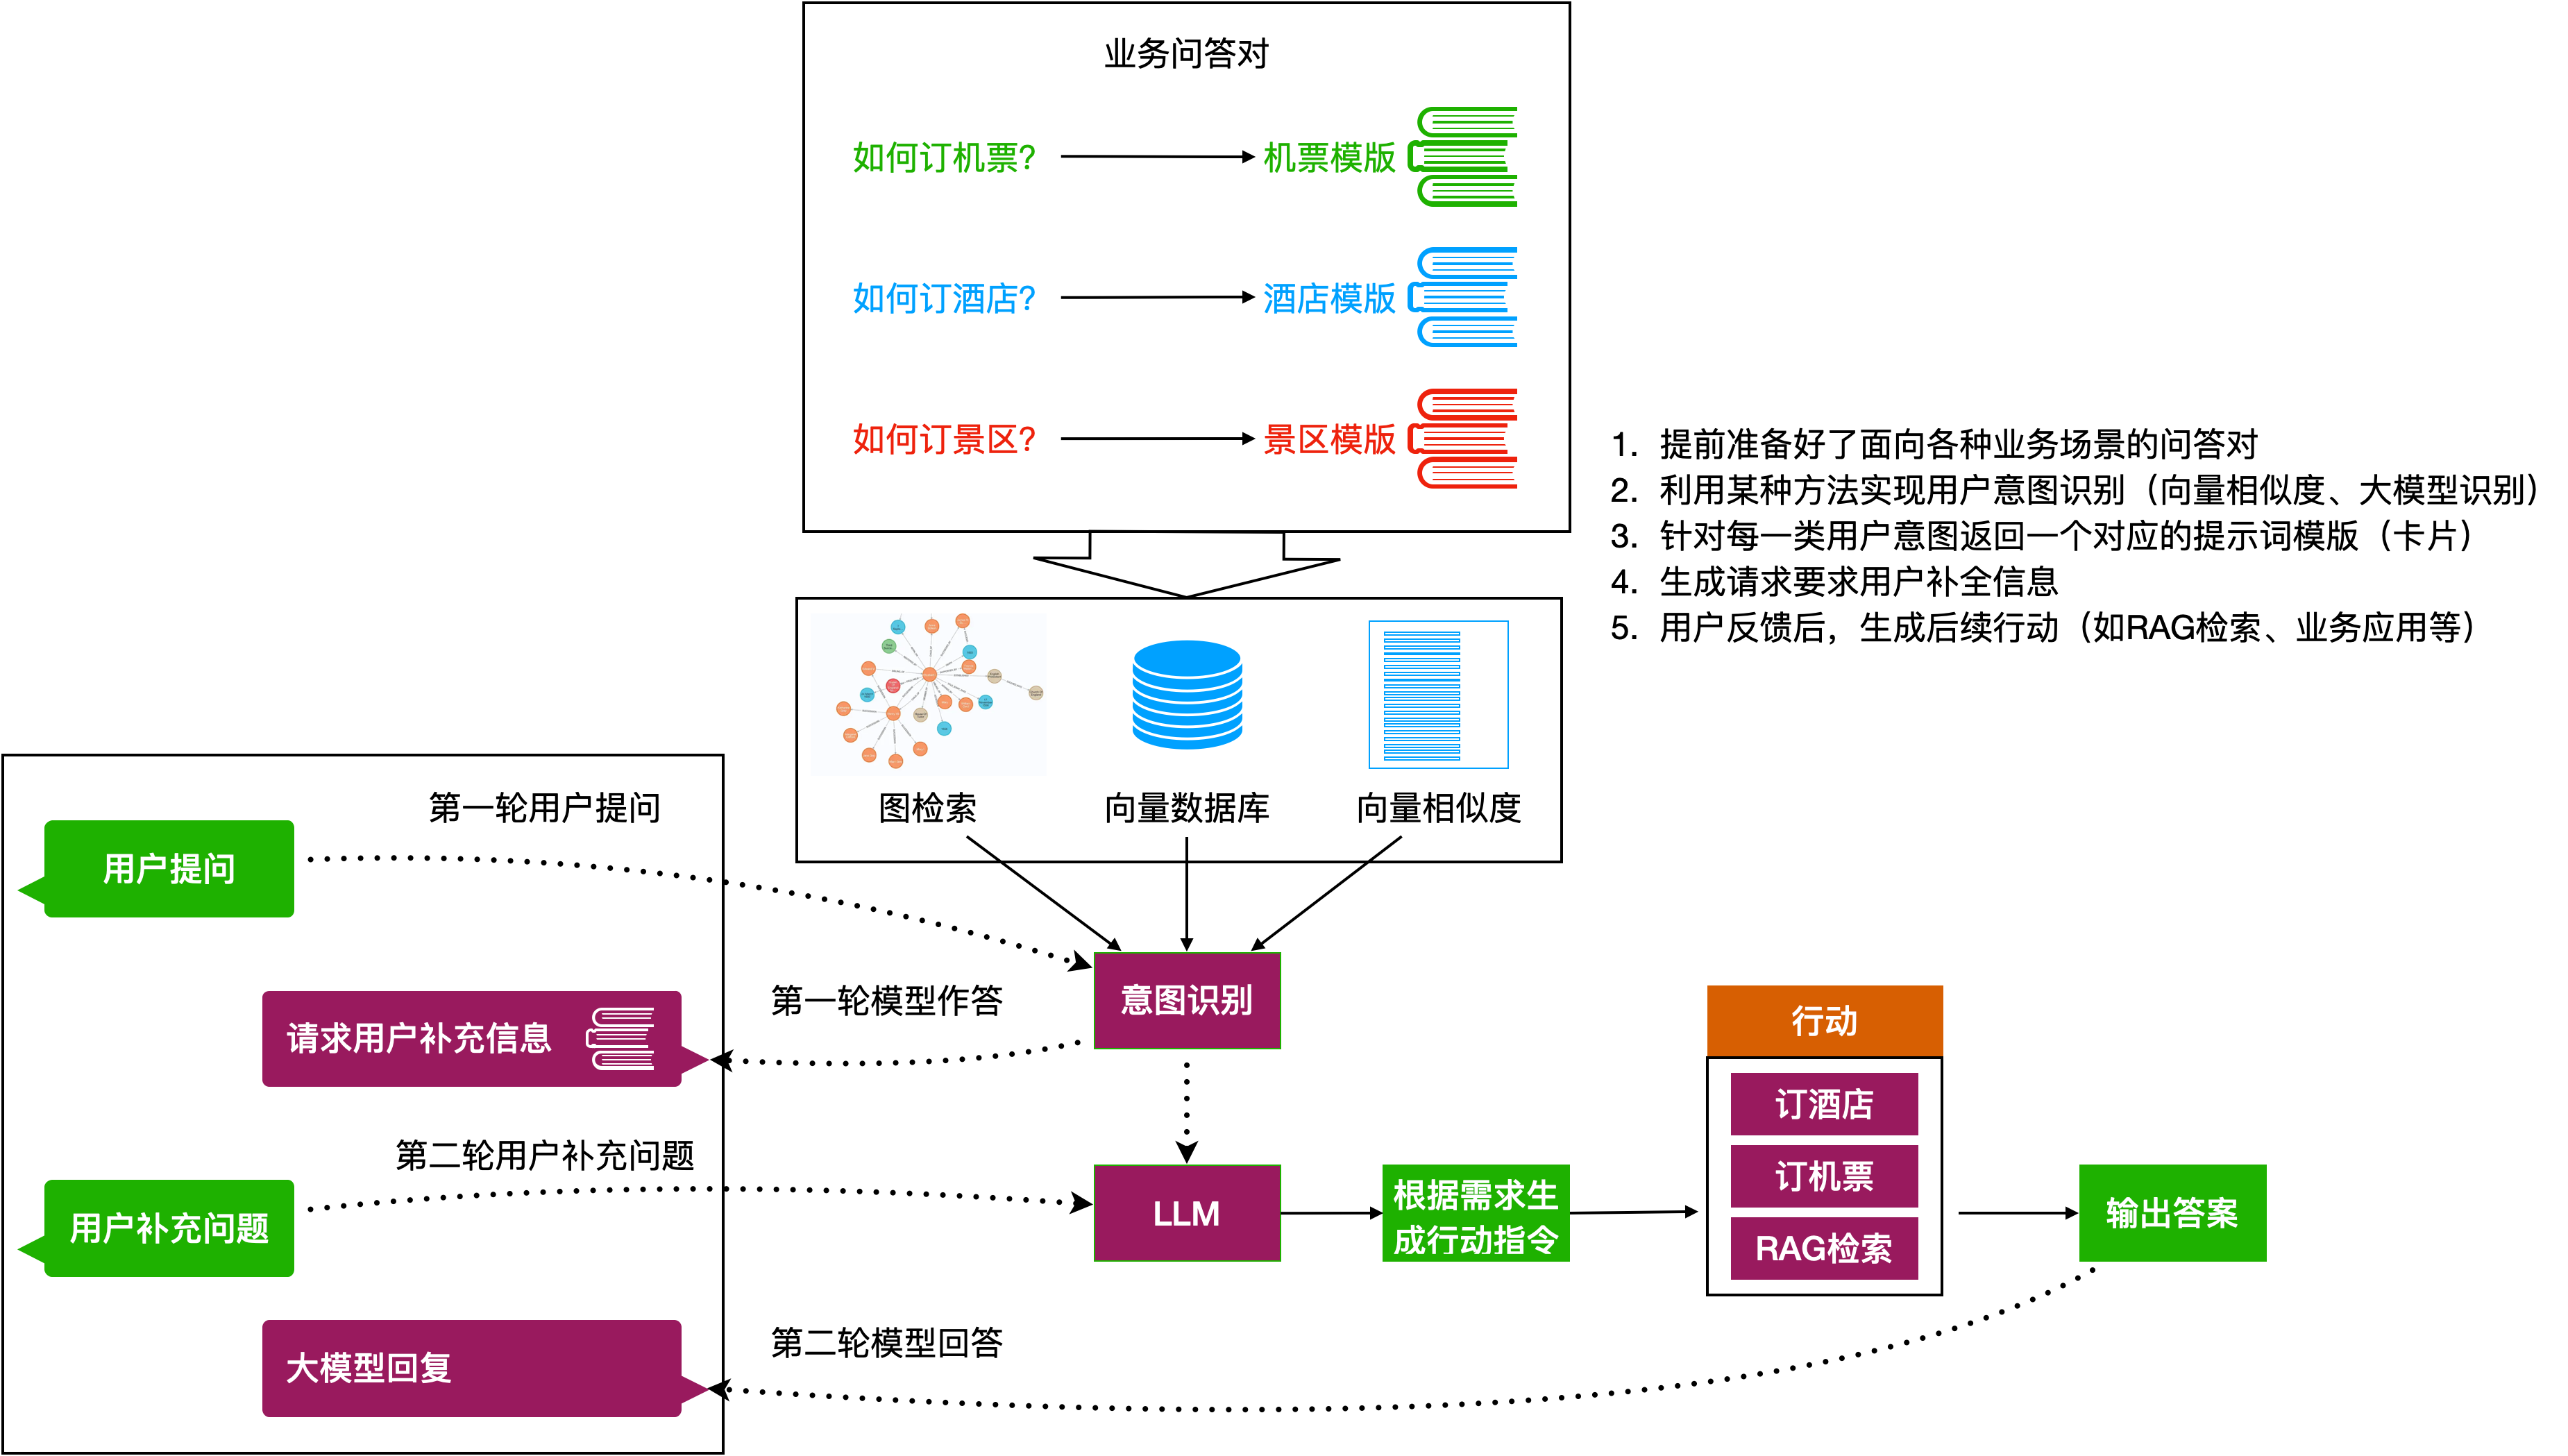 业务问答对
如何订机票?
机票模版
如何订酒店?
酒店模版
如何订景区?
景区模版
1. 提前准备好了面向各种业务场景的问答对
2. 利用某种方法实现用户意图识别（向量相似度、大模型识别）
3. 针对每一类用户意图返回一个对应的提示词模版（卡片）
4. 生成请求要求用户补全信息
5. 用户反馈后，生成后续行动（如RAG检索、业务应用等）
图检索
向量数据库
向量相似度
第一轮用户提问
用户提问
意图识别
第一轮模型作答
请求用户补充信息
第二轮用户补充问题
用户补充问题
LLM
根据需求生
成行动指令
行动
订酒店
订机票
RAG检索
输出答案
第二轮模型回答
大模型回复